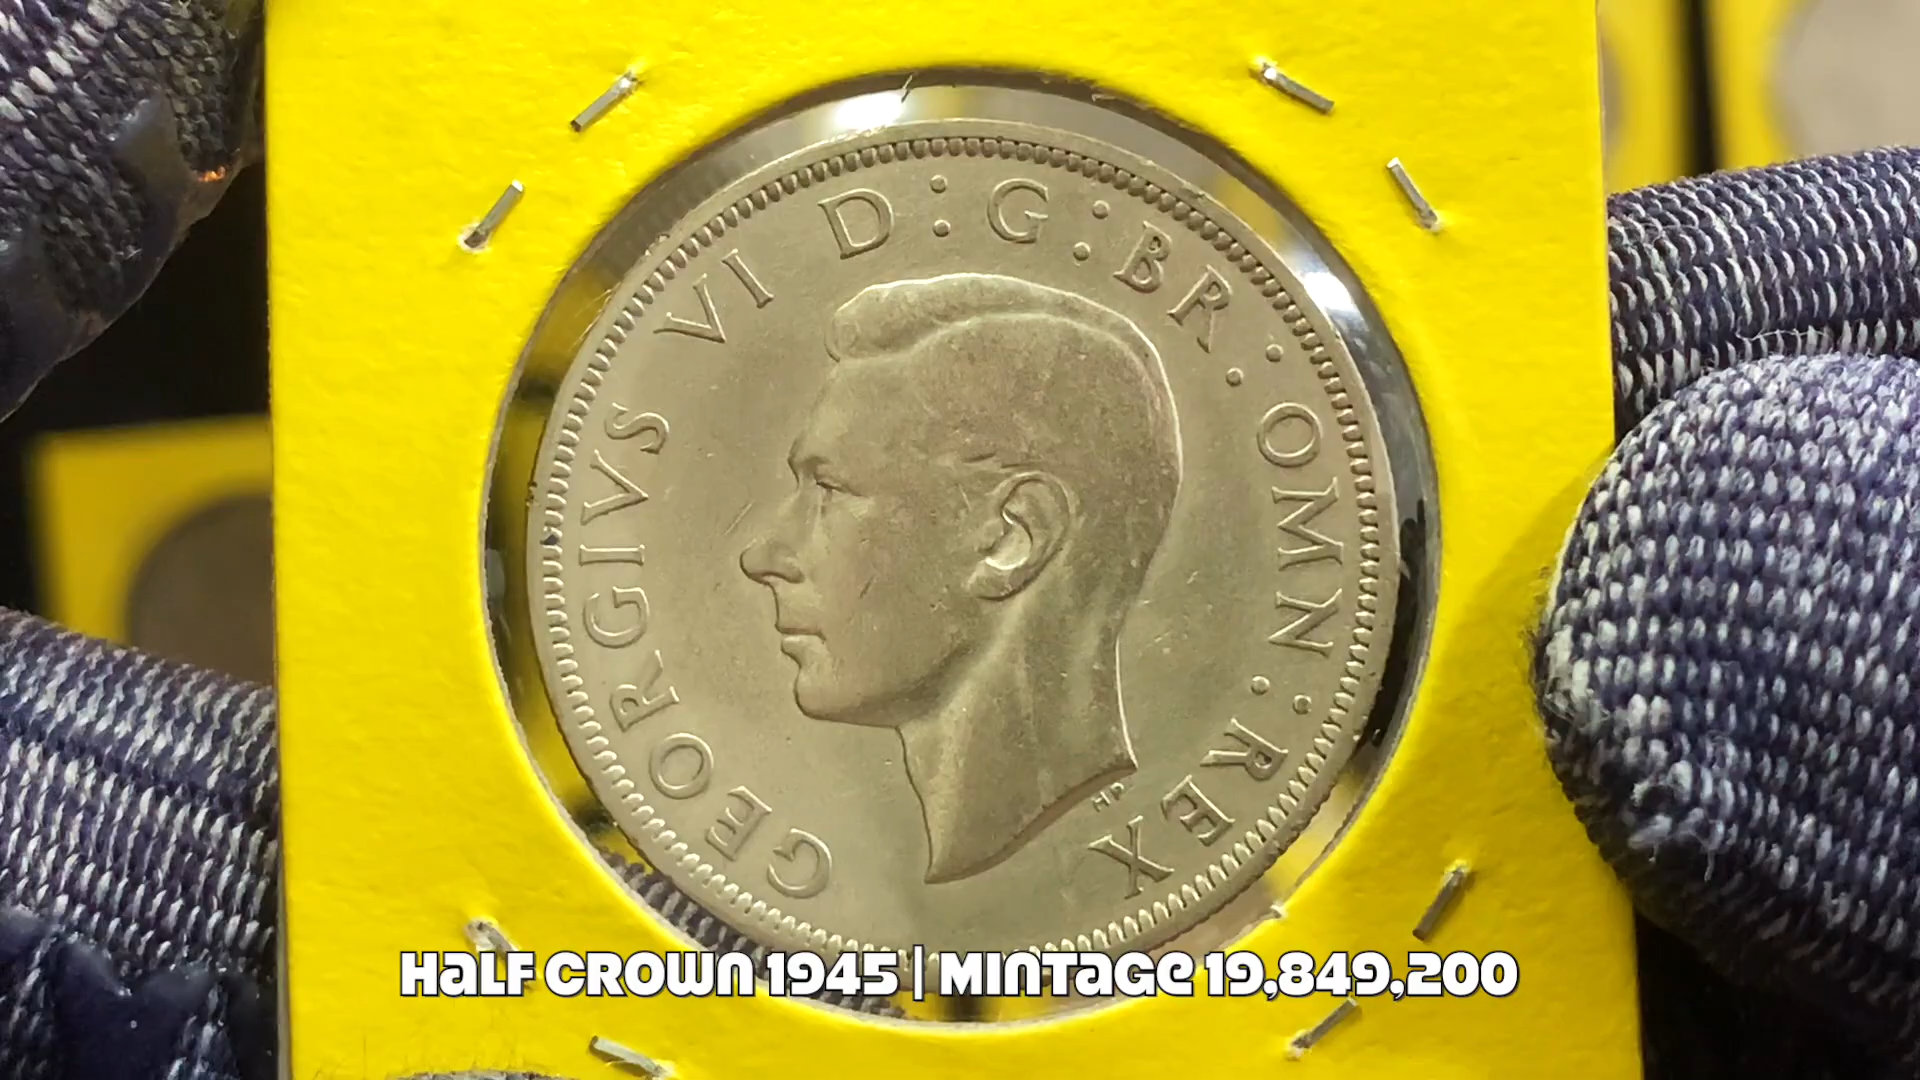 GEORGIVS VI D:G:BR:OMN:REX
HP
HALF CROWN 1945 | MINTAGE 19,849,200